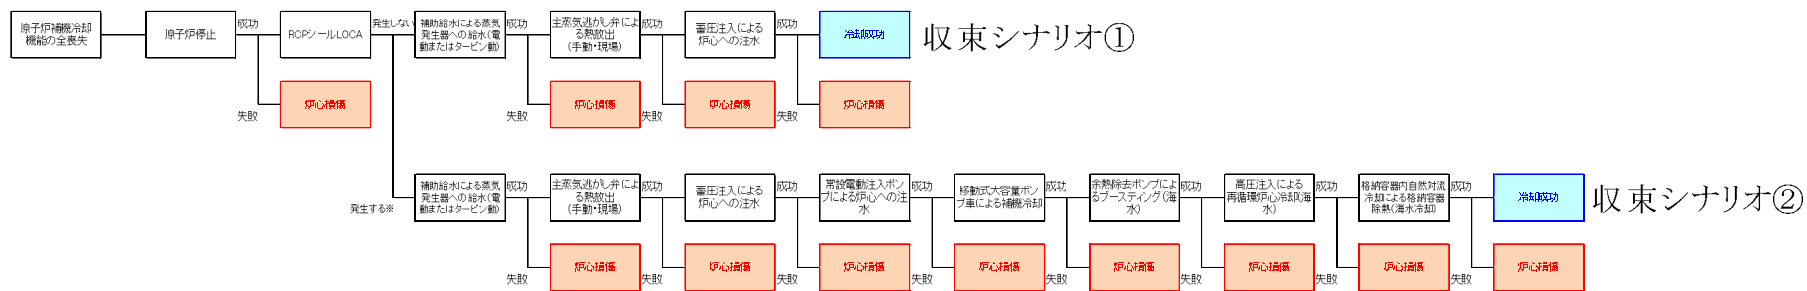 原子炉補機冷却
機能の全喪失
原子炉停止
成功
RCPシールLOCA
発生しない
補助給水による蒸気
発生器への給水(電
動またはタービン動)
成功
主蒸気逃がし弁によ
る熱放出
(手動・現場)
成功
蓄圧注入による
炉心への注水
成功
冷却成功
収束シナリオ①
失敗
炉心損傷
失敗
炉心損傷
失敗
炉心損傷
失敗
炉心損傷
発生する※
補助給水による蒸気
発生器への給水(電
動またはタービン動)
成功
主蒸気逃がし弁によ
る熱放出
(手動・現場)
成功
蓄圧注入による
炉心への注水
成功
常設電動注入ポン
プによる炉心への注
水
成功
移動式大容量ポン
プ車による補機冷却
成功
余熱除去ポンプによ
るブースティング(海
水)
成功
高圧注入による
再循環炉心冷却(海
水)
成功
格納容器内自然対流
冷却による格納容器
除熱(海水冷却)
成功
冷却成功
収束シナリオ②
失敗
炉心損傷
失敗
炉心損傷
失敗
炉心損傷
失敗
炉心損傷
失敗
炉心損傷
失敗
炉心損傷
失敗
炉心損傷
失敗
炉心損傷